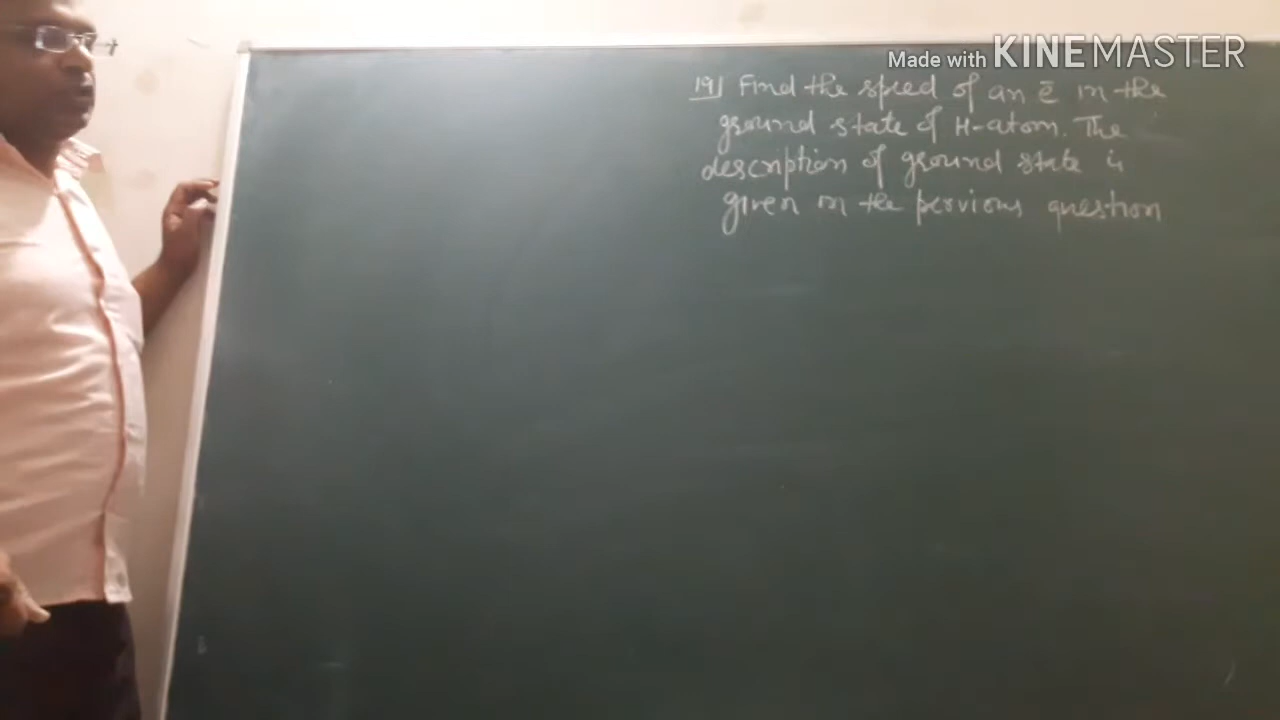 Made with KINEMASTER
19) Find the speed of an ē in the
ground state of H-atom. The
description of ground state is
given in the pervious question